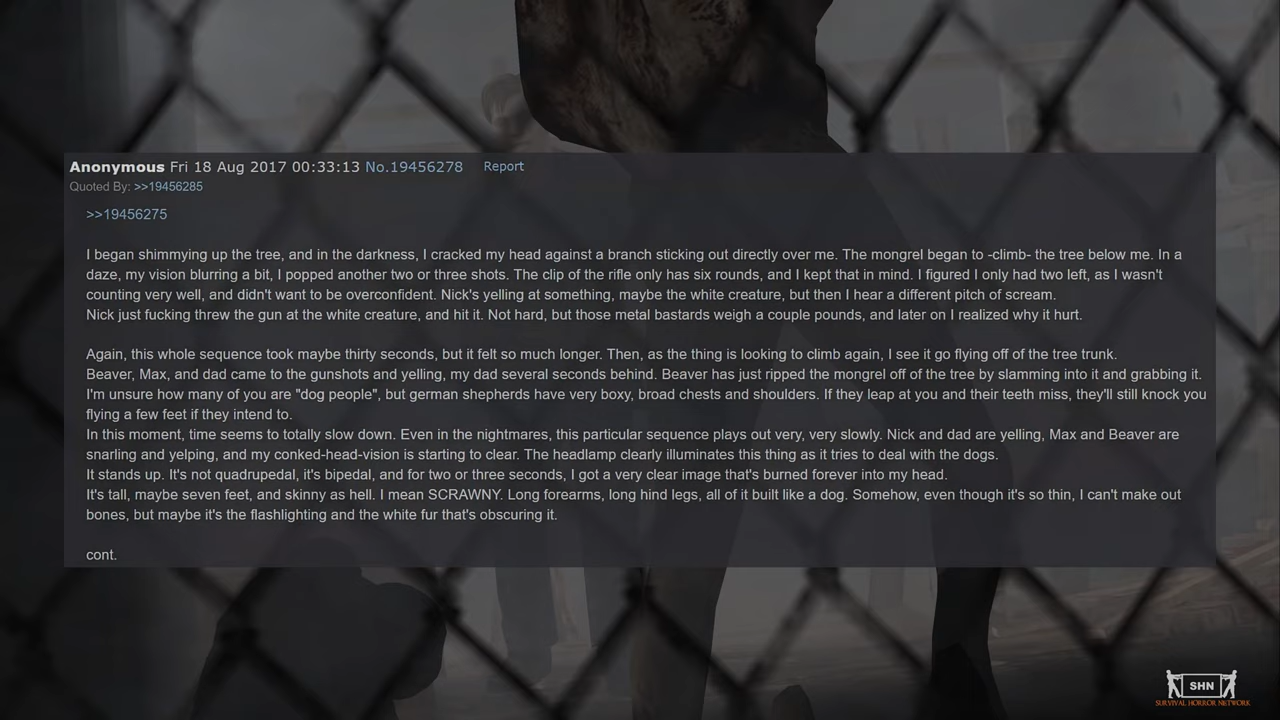 Anonymous Fri 18 Aug 2017 00:33:13 No.19456278 Report
Quoted By: >>19456285
>>19456275
I began shimmying up the tree, and in the darkness, I cracked my head against a branch sticking out directly over me. The mongrel began to -climb- the tree below me. In a
daze, my vision blurring a bit, I popped another two or three shots. The clip of the rifle only has six rounds, and I kept that in mind. I figured I only had two left, as I wasn't
counting very well, and didn't want to be overconfident. Nick's yelling at something, maybe the white creature, but then I hear a different pitch of scream.
Nick just fucking threw the gun at the white creature, and hit it. Not hard, but those metal bastards weigh a couple pounds, and later on I realized why it hurt.
Again, this whole sequence took maybe thirty seconds, but it felt so much longer. Then, as the thing is looking to climb again, I see it go flying off of the tree trunk.
Beaver, Max, and dad came to the gunshots and yelling, my dad several seconds behind. Beaver has just ripped the mongrel off of the tree by slamming into it and grabbing it.
I'm unsure how many of you are "dog people", but german shepherds have very boxy, broad chests and shoulders. If they leap at you and their teeth miss, they'll still knock you
flying a few feet if they intend to.
In this moment, time seems to totally slow down. Even in the nightmares, this particular sequence plays out very, very slowly. Nick and dad are yelling, Max and Beaver are
snarling and yelping, and my conked-head-vision is starting to clear. The headlamp clearly illuminates this thing as it tries to deal with the dogs.
It stands up. It's not quadrupedal, it's bipedal, and for two or three seconds, I got a very clear image that's burned forever into my head.
It's tall, maybe seven feet, and skinny as hell. I mean SCRAWNY. Long forearms, long hind legs, all of it built like a dog. Somehow, even though it's so thin, I can't make out
bones, but maybe it's the flashlighting and the white fur that's obscuring it.
cont.
SHN
SURVIVAL HORROR NETWORK